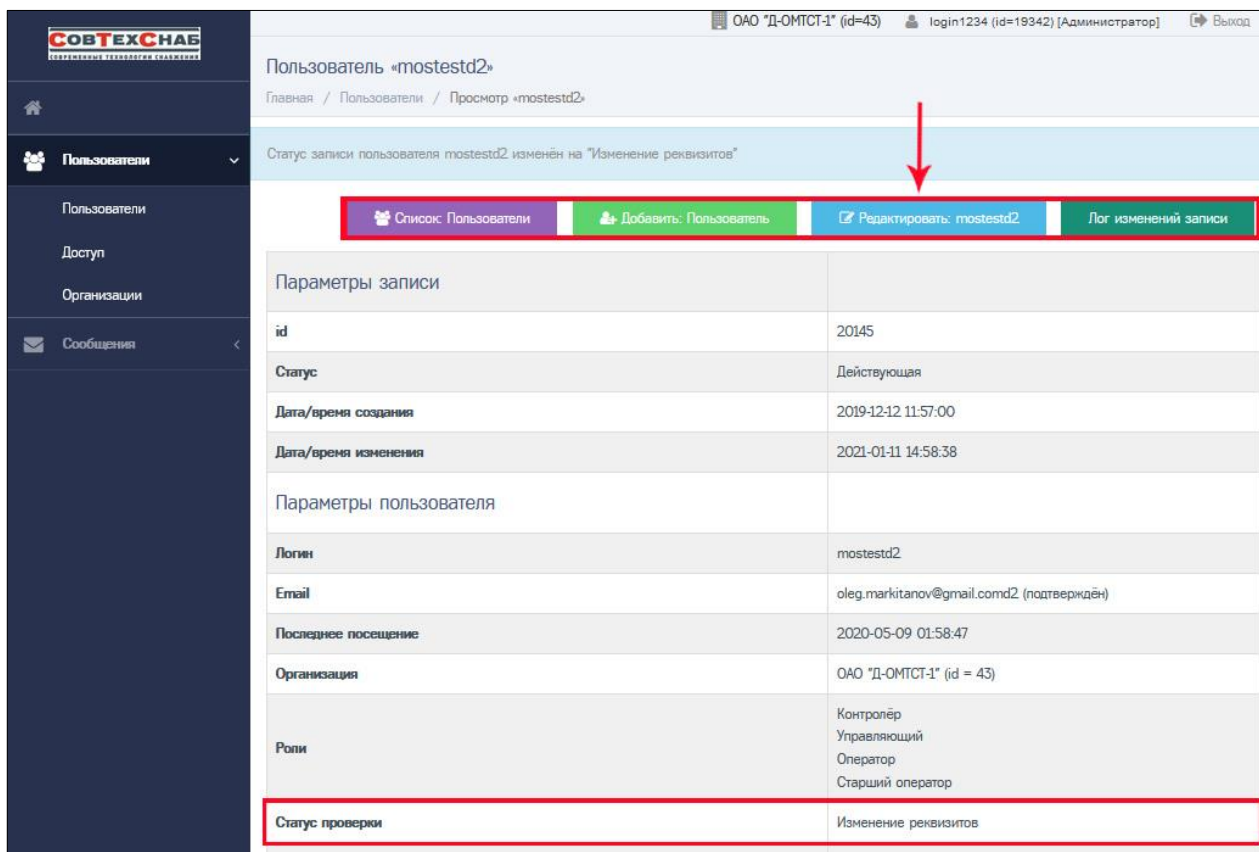 СОВТЕХСНАБ
СОВРЕМЕННЫЕ ТЕХНОЛОГИИ СНАБЖЕНИЯ
ОАО "Д-ОМТСТ-1" (id=43) login1234 (id=19342) [Администратор] Выход
Пользователь «mostestd2»
Главная / Пользователи / Просмотр «mostestd2»
Пользователи
Статус записи пользователя mostestd2 изменён на "Изменение реквизитов"
Пользователи
Доступ
Организации
Сообщения
Список: Пользователи Добавить: Пользователь Редактировать: mostestd2 Лог изменений записи
Параметры записи
id 20145
Статус Действующая
Дата/время создания 2019-12-12 11:57:00
Дата/время изменения 2021-01-11 14:58:38
Параметры пользователя
Логин mostestd2
Email oleg.markitanov@gmail.comd2 (подтверждён)
Последнее посещение 2020-05-09 01:58:47
Организация ОАО "Д-ОМТСТ-1" (id = 43)
Роли
Контролёр
Управляющий
Оператор
Старший оператор
Статус проверки Изменение реквизитов